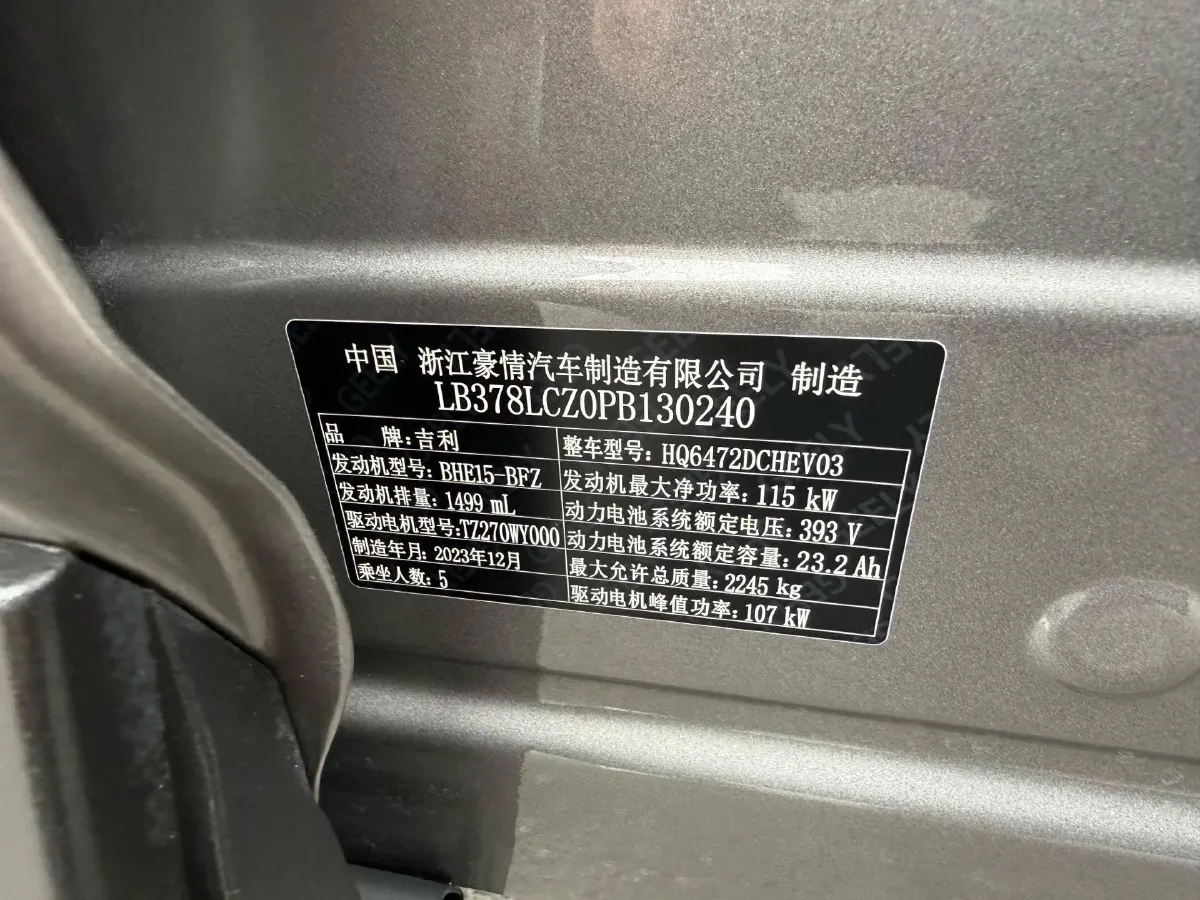 中国 浙江豪情汽车制造有限公司 制造
LB378LCZ0PB130240
品 牌:吉利
整车型号: HQ6472DCHEV03
发动机型号: BHE15-BFZ
发动机最大净功率: 115 kW
发动机排量: 1499 mL
动力电池系统额定电压: 393 V
驱动电机型号:TZ270WY000
动力电池系统额定容量: 23.2 Ah
制造年月: 2023年12月
最大允许总质量: 2245 kg
乘坐人数: 5
驱动电机峰值功率: 107 kW